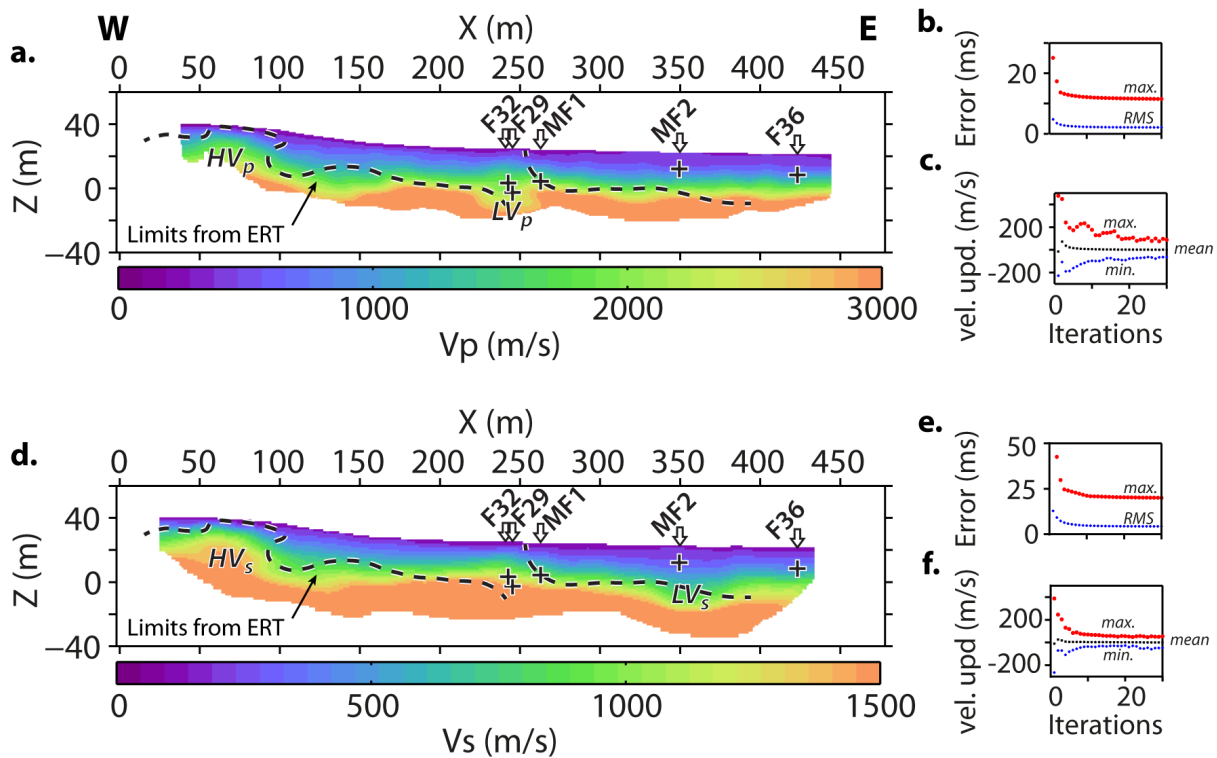 W
X (m)
E
a.
0 50 100 150 200 250 300 350 400 450
F32
F29
MF1
MF2
F36
40
0
−40
Z (m)
HVp
LVp
Limits from ERT
0 1000 2000 3000
Vp (m/s)
b.
Error (ms)
20
0
max.
RMS
c.
vel. upd. (m/s)
200
-200
max.
mean
min.
0 20
Iterations
X (m)
d.
0 50 100 150 200 250 300 350 400 450
F32
F29
MF1
MF2
F36
40
0
−40
Z (m)
HVs
LVs
Limits from ERT
0 500 1000 1500
Vs (m/s)
e.
Error (ms)
50
25
0
max.
RMS
f.
vel. upd (m/s)
200
-200
max.
mean
min.
0 20
Iterations